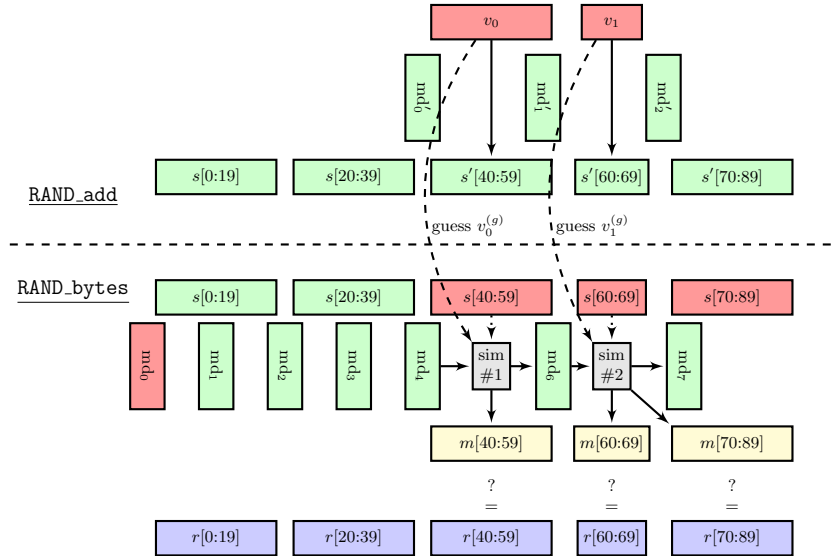 v₀ v₁
md′₀ md′₁ md′₂
s[0:19] s[20:39] s′[40:59] s′[60:69] s′[70:89]
RAND_add
guess v₀⁽ᵍ⁾ guess v₁⁽ᵍ⁾
RAND_bytes
s[0:19] s[20:39] s[40:59] s[60:69] s[70:89]
md₀ md₁ md₂ md₃ md₄ sim #1 md₆ sim #2 md₇
m[40:59] m[60:69] m[70:89]
? ? ?
= = =
r[0:19] r[20:39] r[40:59] r[60:69] r[70:89]